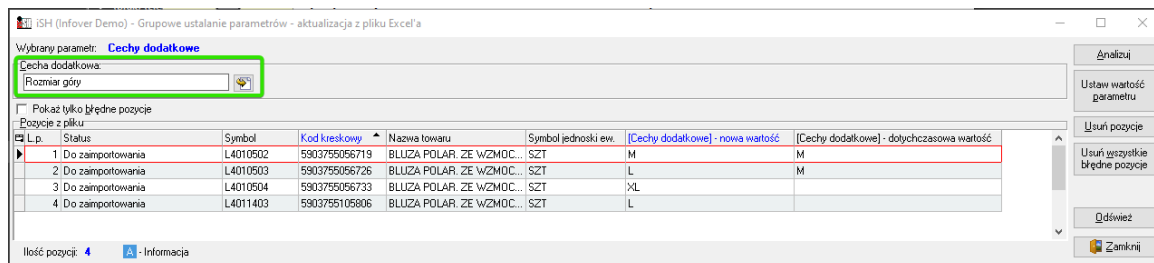 iSH (Infover Demo) - Grupowe ustalanie parametrów - aktualizacja z pliku Excel'a
Wybrany parametr: Cechy dodatkowe
Cecha dodatkowa:
Rozmiar góry
Pokaż tylko błędne pozycje
Pozycje z pliku
L.p. Status Symbol Kod kreskowy Nazwa towaru Symbol jednoski ew. [Cechy dodatkowe] - nowa wartość [Cechy dodatkowe] - dotychczasowa wartość
1 Do zaimportowania L4010502 5903755056719 BLUZA POLAR. ZE WZMOC... SZT M M
2 Do zaimportowania L4010503 5903755056726 BLUZA POLAR. ZE WZMOC... SZT L M
3 Do zaimportowania L4010504 5903755056733 BLUZA POLAR. ZE WZMOC... SZT XL
4 Do zaimportowania L4011403 5903755105806 BLUZA POLAR. ZE WZMOC... SZT L
Ilość pozycji: 4 A - Informacja
Analizuj
Ustaw wartość
parametru
Usuń pozycje
Usuń wszystkie
błędne pozycje
Odśwież
Zamknij